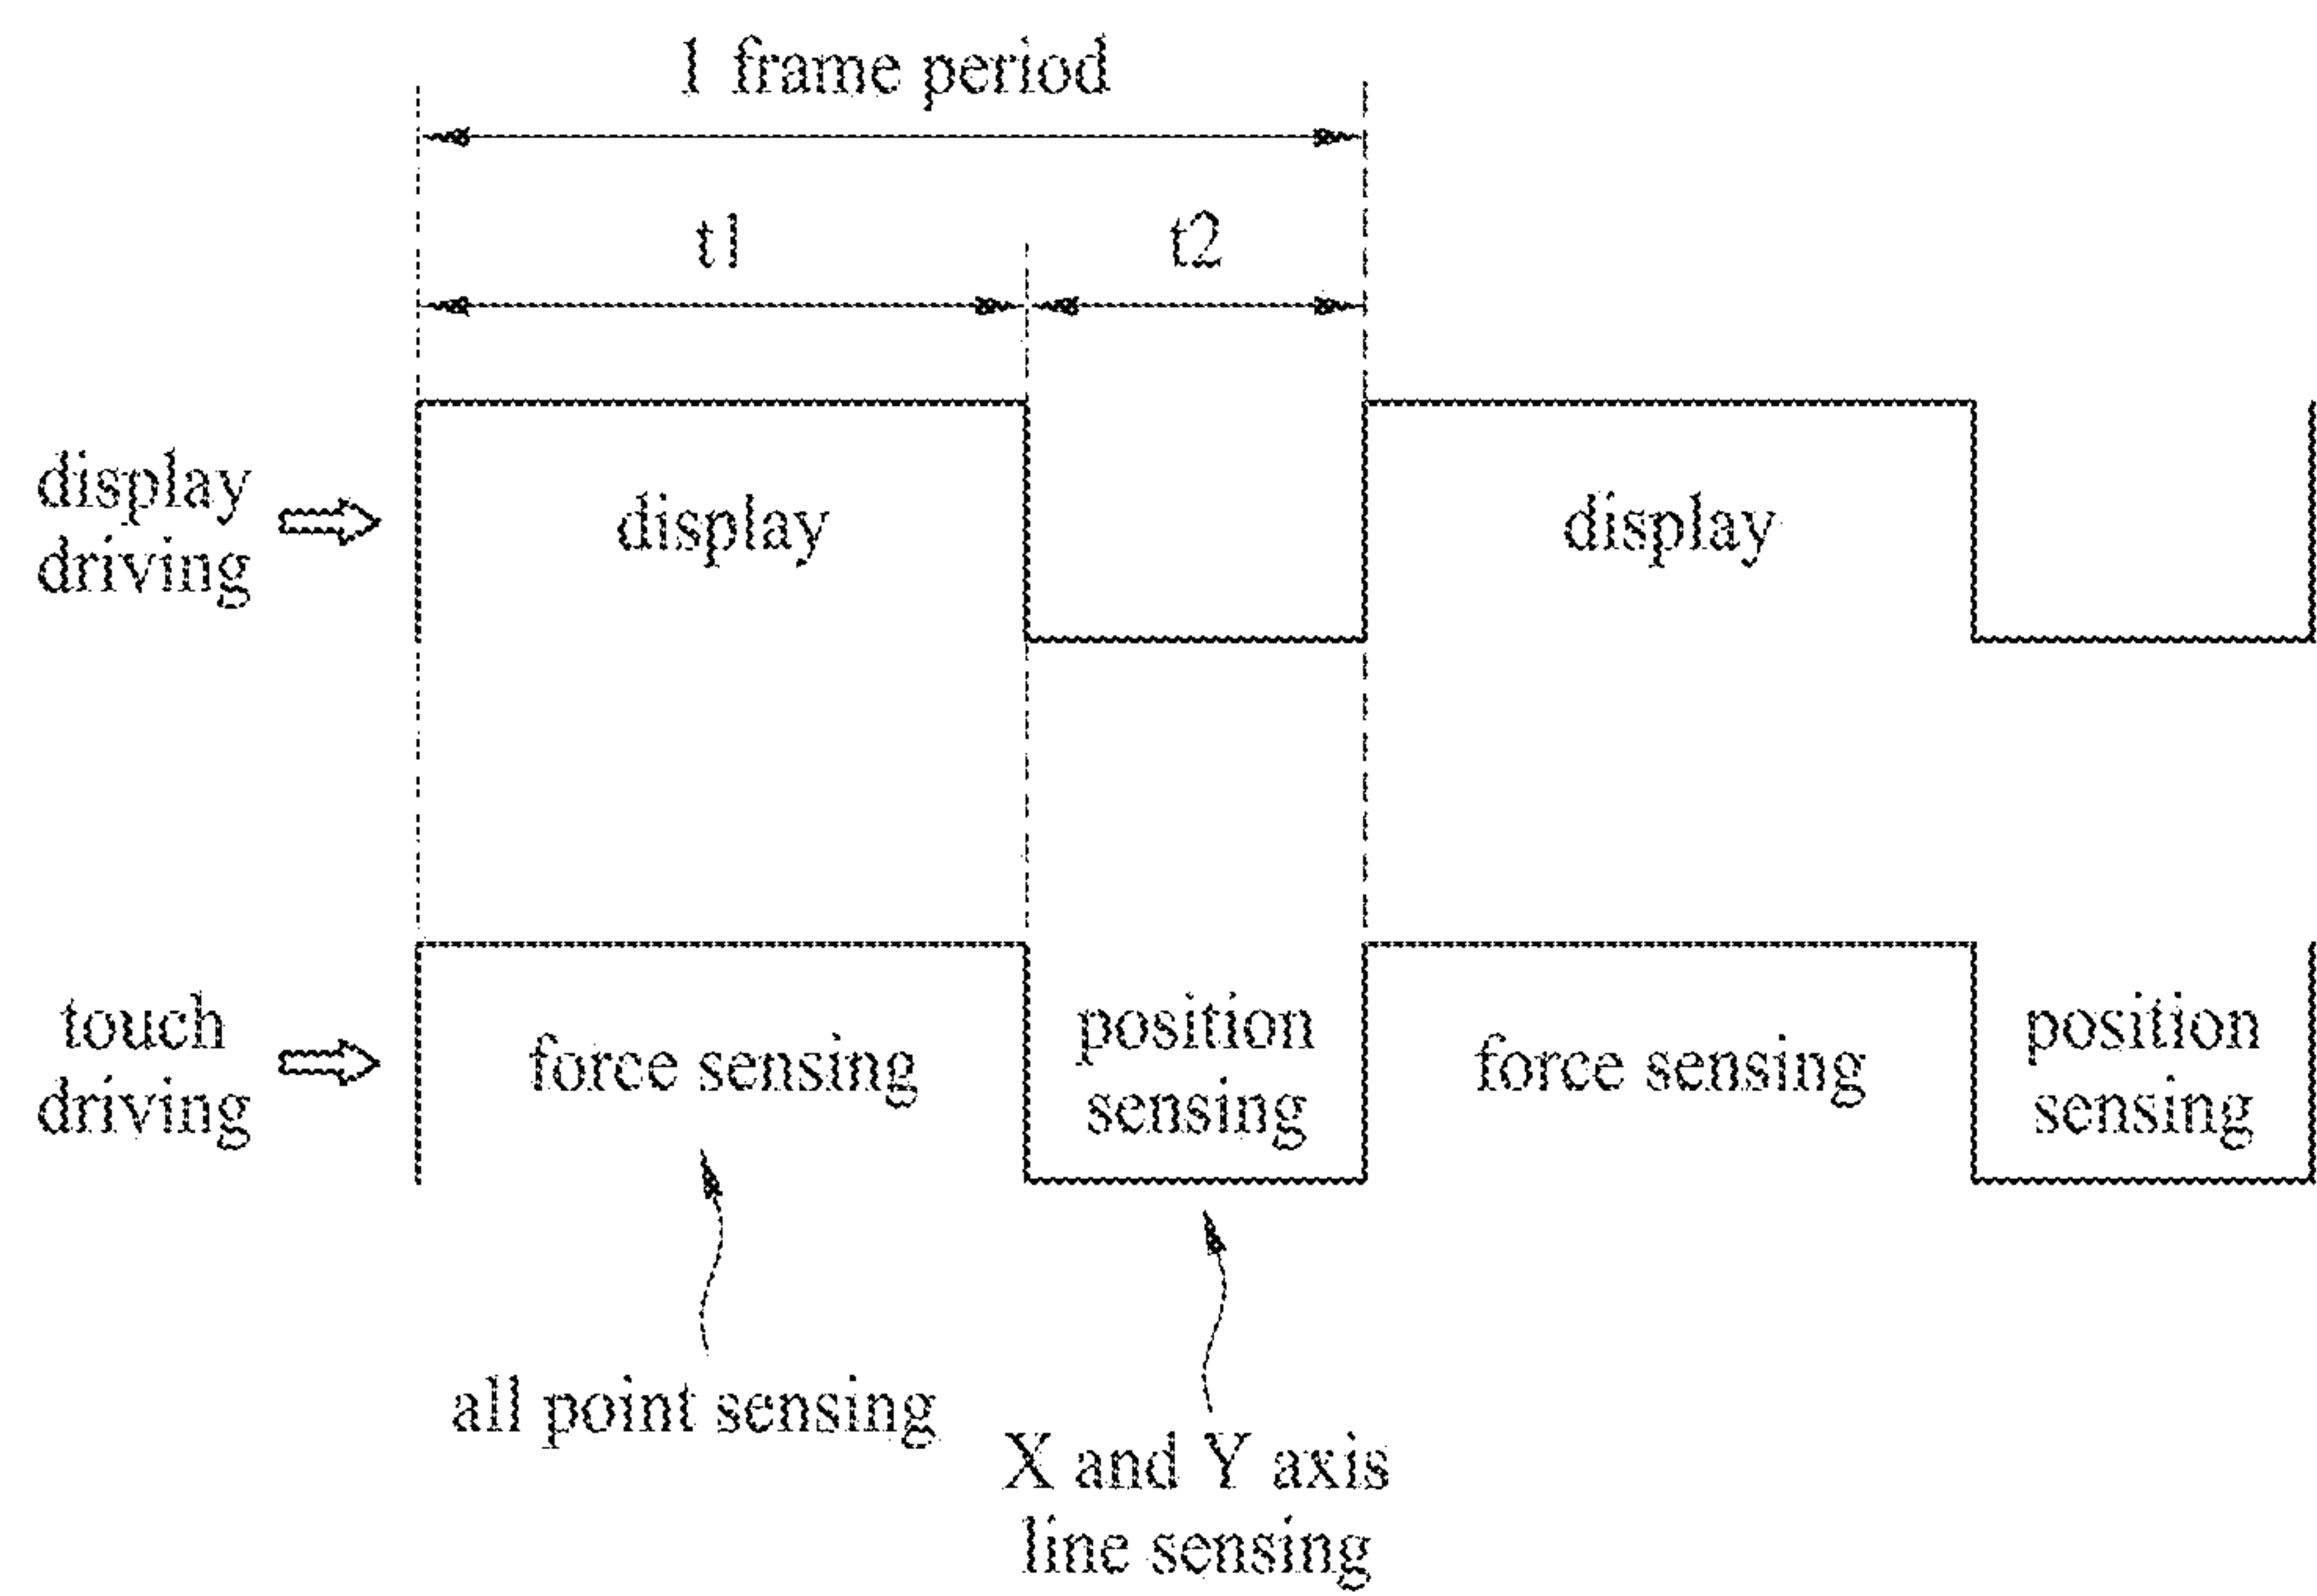 1 frame period
t1
t2
display
driving
display
display
touch
driving
force sensing
position
sensing
force sensing
position
sensing
all point sensing
X and Y axis
line sensing